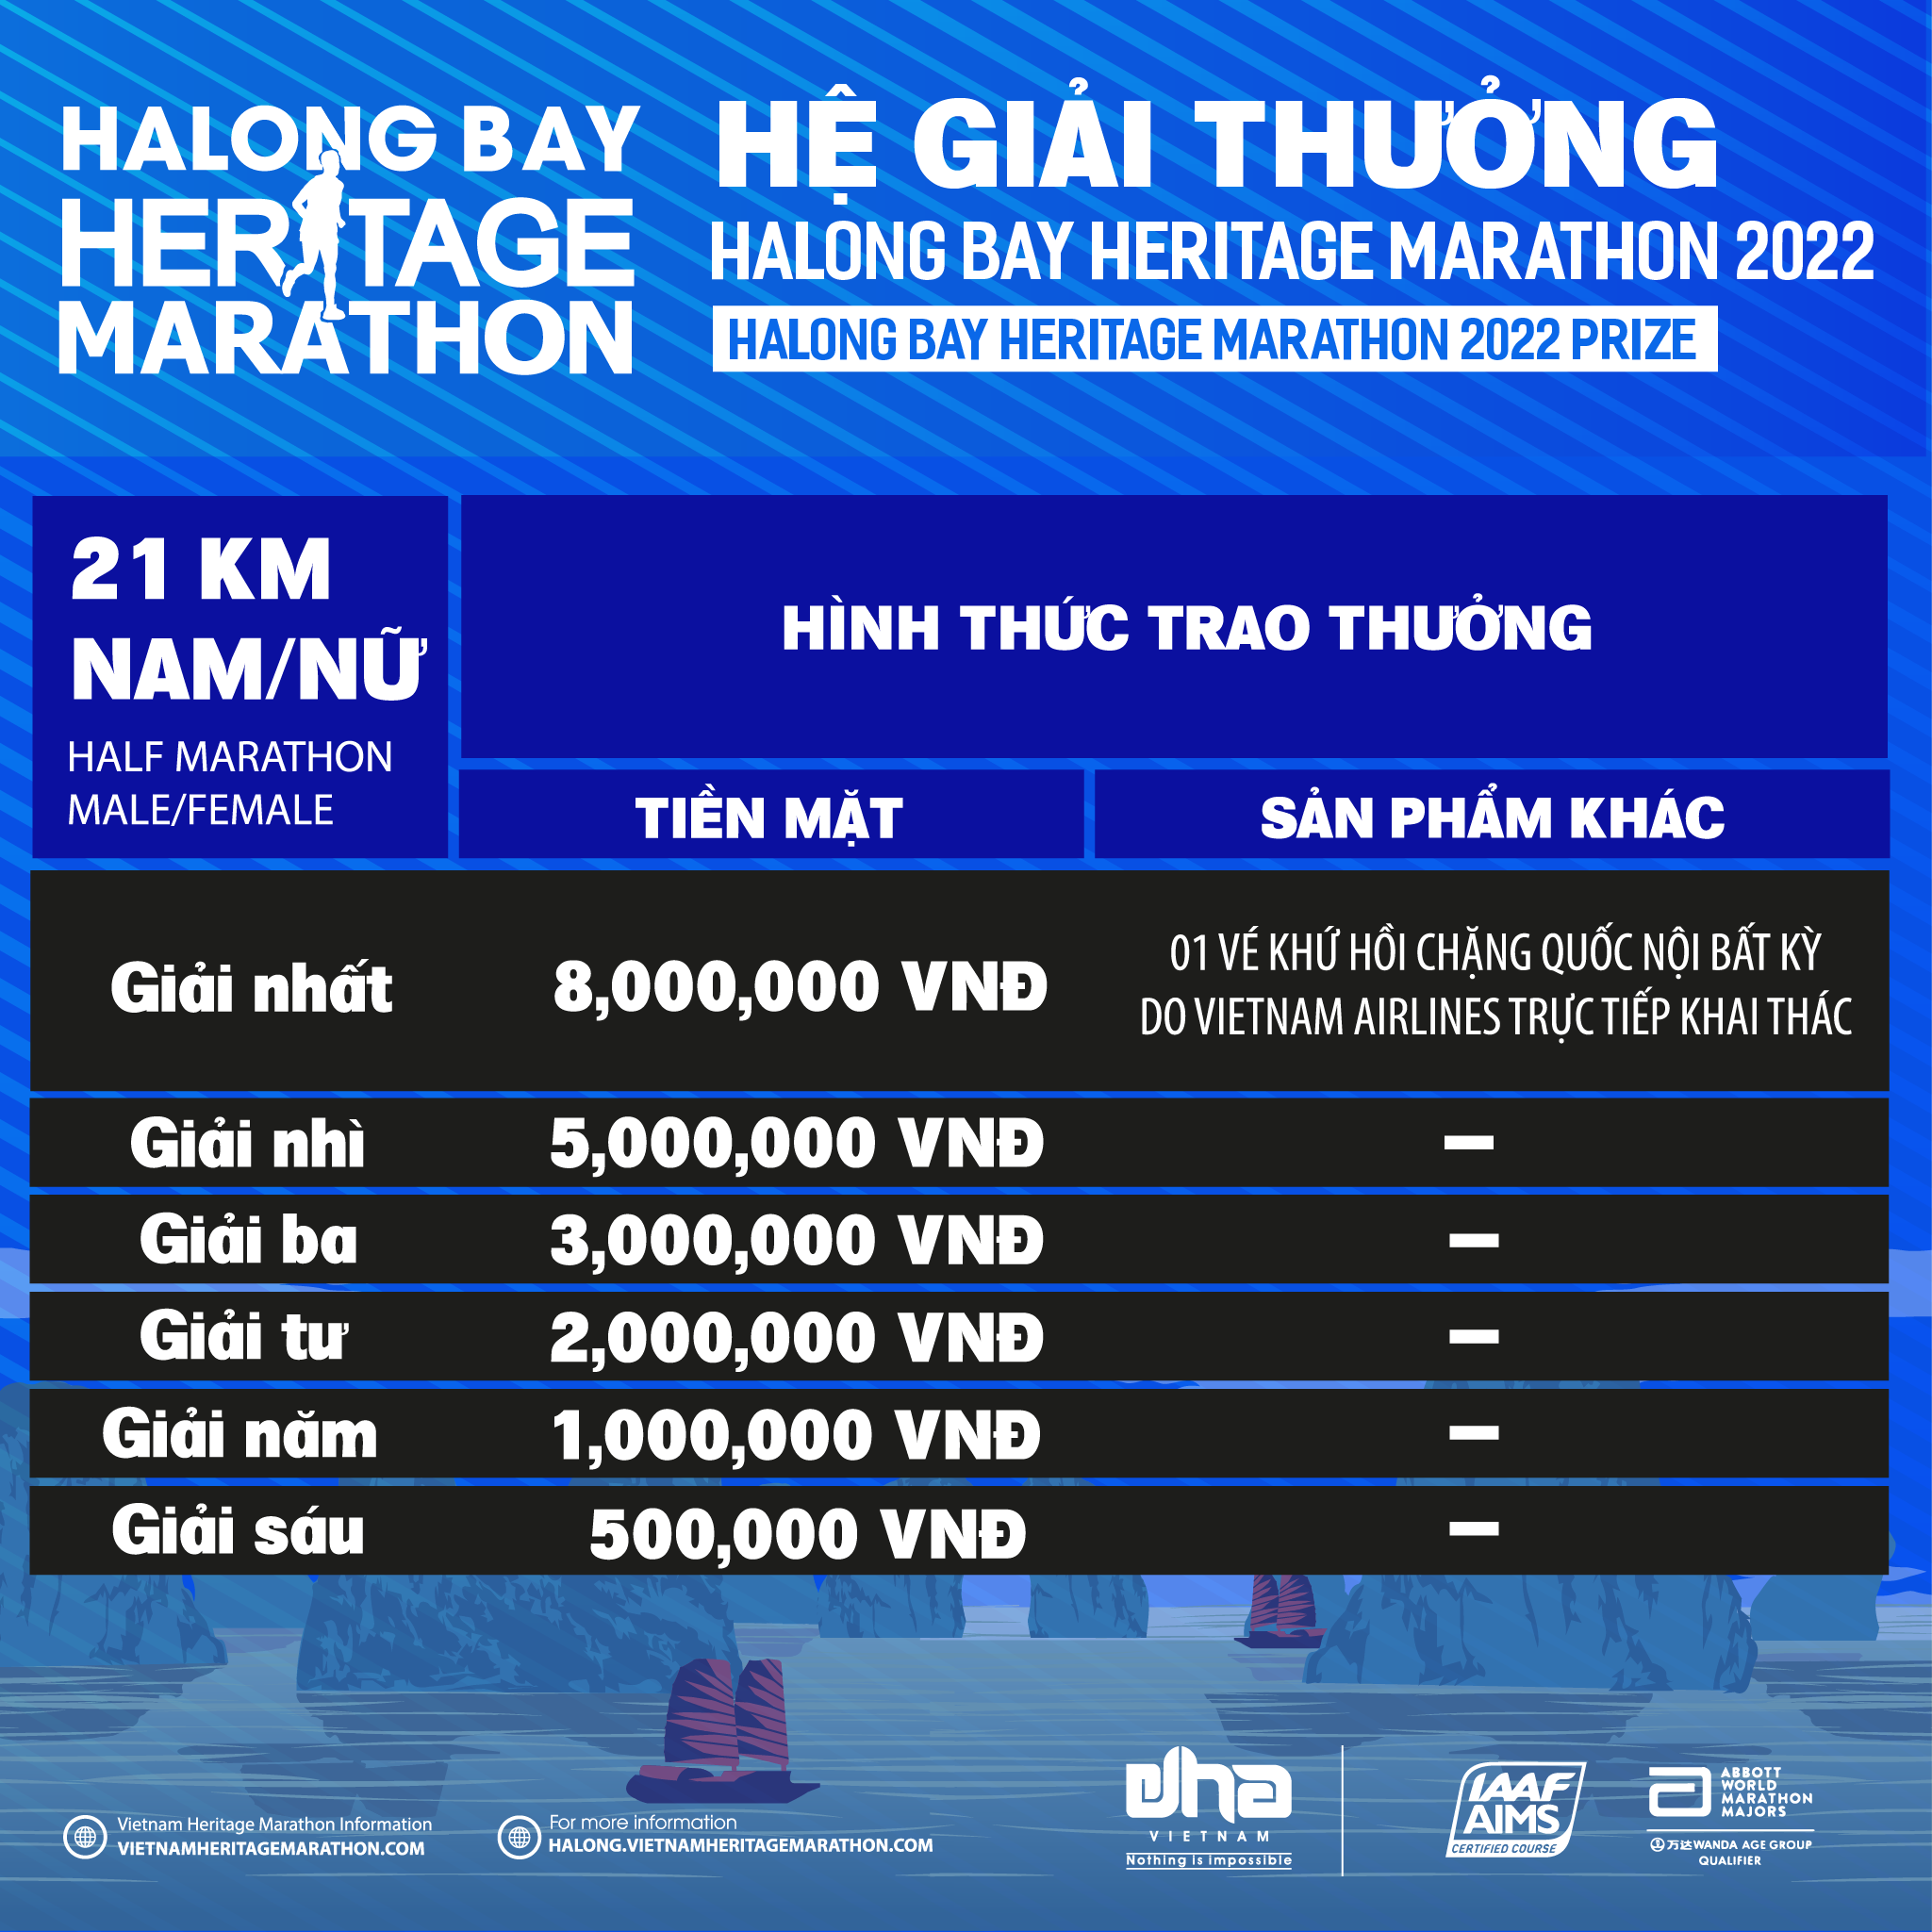 HALONG BAY
HERITAGE
MARATHON
HỆ GIẢI THƯỞNG
HALONG BAY HERITAGE MARATHON 2022
HALONG BAY HERITAGE MARATHON 2022 PRIZE
21 KM
NAM/NỮ
HALF MARATHON
MALE/FEMALE
HÌNH THỨC TRAO THƯỞNG
TIỀN MẶT
SẢN PHẨM KHÁC
Giải nhất
8,000,000 VNĐ
01 VÉ KHỨ HỒI CHẶNG QUỐC NỘI BẤT KỲ
DO VIETNAM AIRLINES TRỰC TIẾP KHAI THÁC
Giải nhì 5,000,000 VNĐ –
Giải ba 3,000,000 VNĐ –
Giải tư 2,000,000 VNĐ –
Giải năm 1,000,000 VNĐ –
Giải sáu 500,000 VNĐ –
Vietnam Heritage Marathon Information
VIETNAMHERITAGEMARATHON.COM
For more information
HALONG.VIETNAMHERITAGEMARATHON.COM
vha
VIETNAM
Nothing is impossible
IAAF
AIMS
CERTIFIED COURSE
ABBOTT
WORLD
MARATHON
MAJORS
万达 WANDA AGE GROUP
QUALIFIER